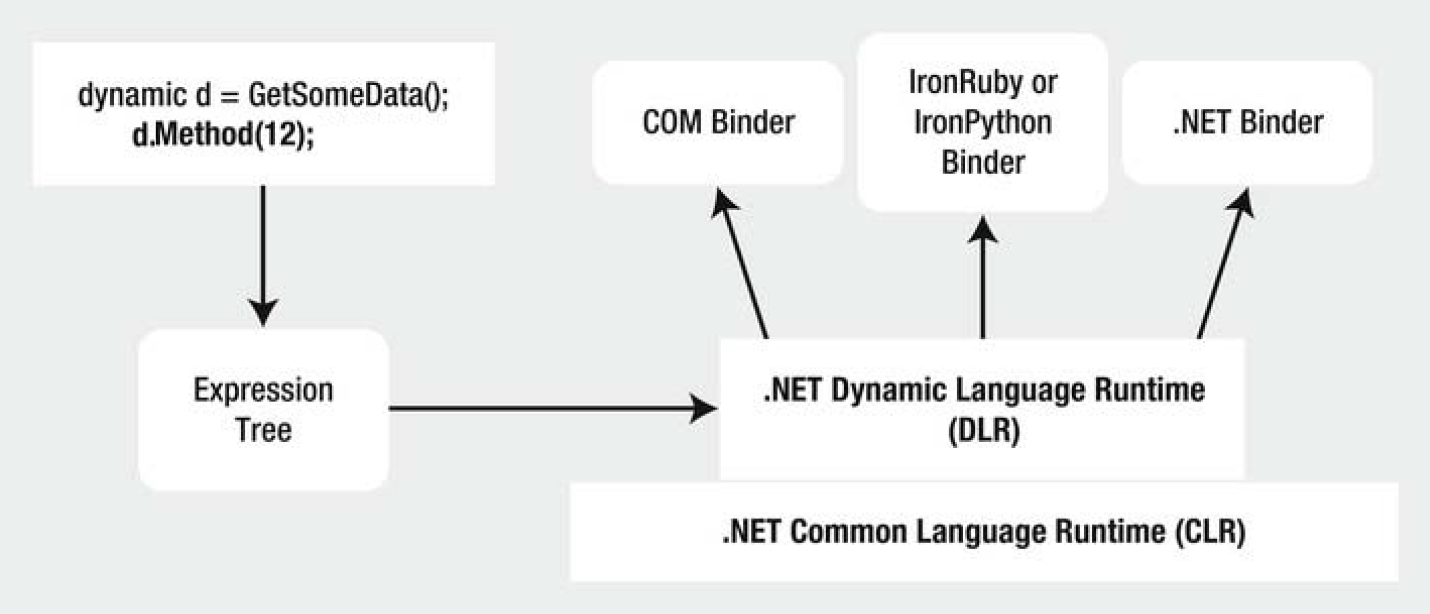 dynamic d = GetSomeData();
d.Method(12);
COM Binder
IronRuby or
IronPython
Binder
.NET Binder
Expression
Tree
.NET Dynamic Language Runtime
(DLR)
.NET Common Language Runtime (CLR)